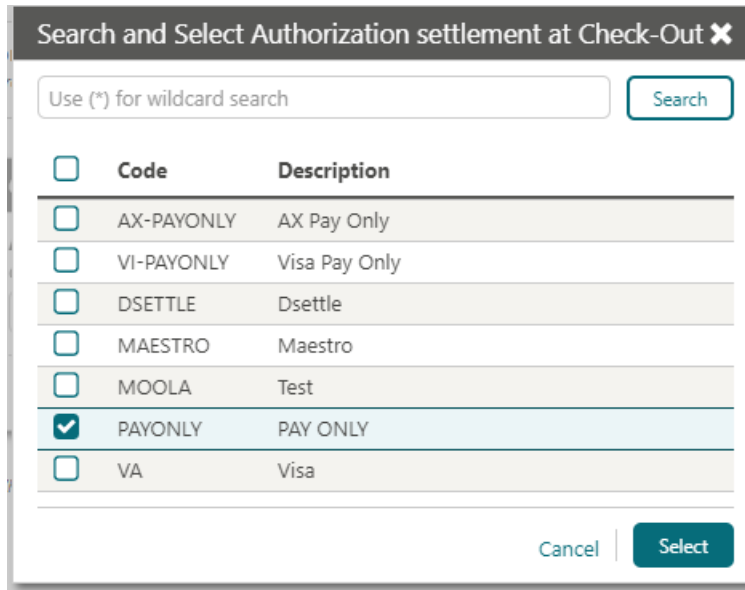 Search and Select Authorization settlement at Check-Out
Use (*) for wildcard search Search
Code Description
AX-PAYONLY AX Pay Only
VI-PAYONLY Visa Pay Only
DSETTLE Dsettle
MAESTRO Maestro
MOOLA Test
PAYONLY PAY ONLY
VA Visa
Cancel Select